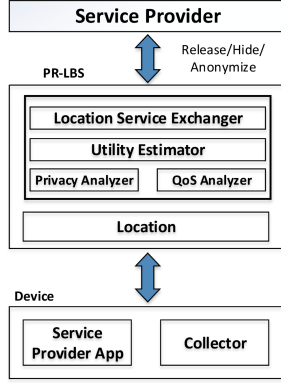 Service Provider
Release/Hide/
Anonymize
PR-LBS
Location Service Exchanger
Utility Estimator
Privacy Analyzer QoS Analyzer
Location
Device
Service
Provider App
Collector